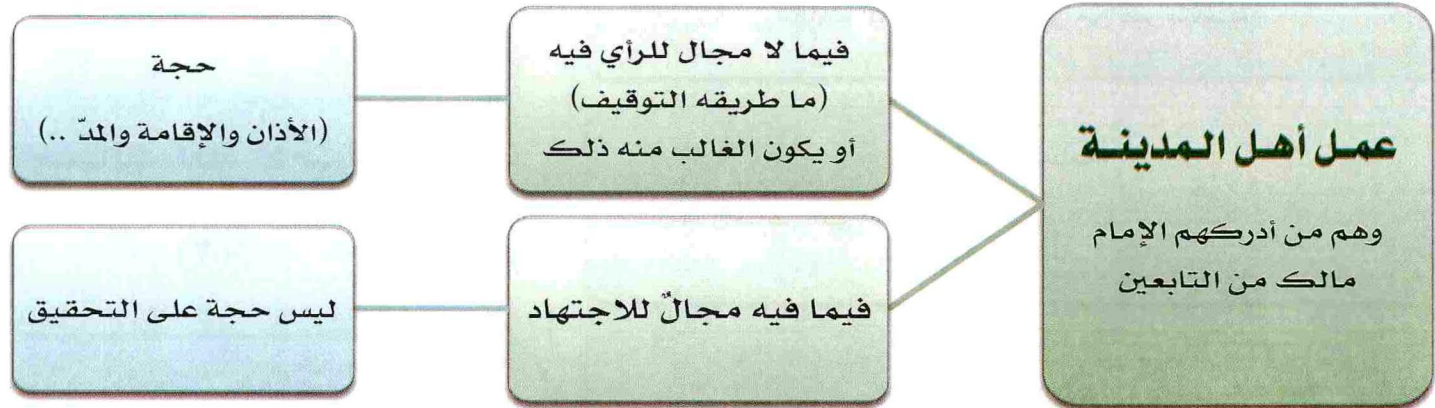 عمل أهل المدينة
وهم من أدركهم الإمام
مالك من التابعين
فيما لا مجال للرأي فيه
(ما طريقه التوقيف)
أو يكون الغالب منه ذلك
حجة
(الأذان والإقامة والمدّ ..)
فيما فيه مجالٌ للاجتهاد
ليس حجة على التحقيق